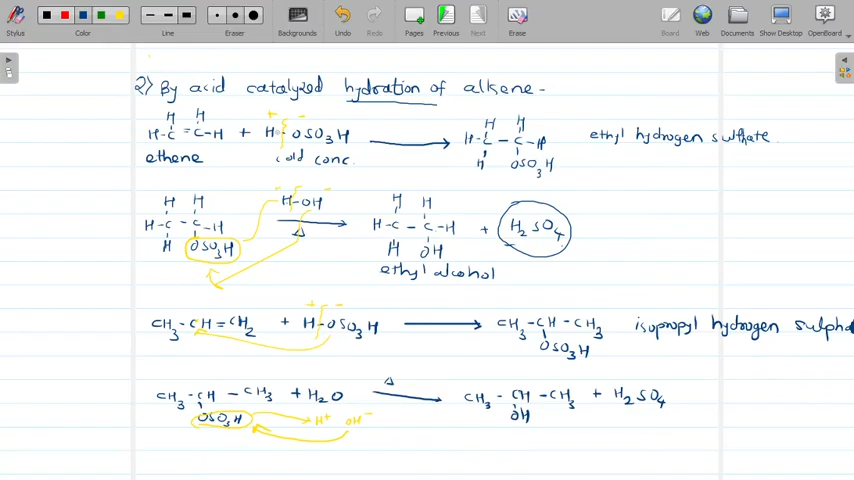 Stylus
Color
Line
Eraser
Backgrounds
Undo
Redo
Pages
Previous
Next
Erase
Board
Web
Documents
Show Desktop
OpenBoard
2) By acid catalyzed hydration of alkene -
H H
H-C = C-H + H-OSO3H
+ -
ethene
cold conc.
H H
H-C - C-H
H OSO3H
ethyl hydrogen sulphate
H H
H-C - C-H
H OSO3H
+ -
H-OH
Δ
H H
H-C - C-H
H OH
+ H2SO4
ethyl alcohol
CH3-CH=CH2 + H-OSO3H
+ -
CH3-CH-CH3
OSO3H
isopropyl hydrogen sulpha
CH3-CH-CH3 + H2O
OSO3H
H+ OH-
Δ
CH3-CH-CH3 + H2SO4
OH